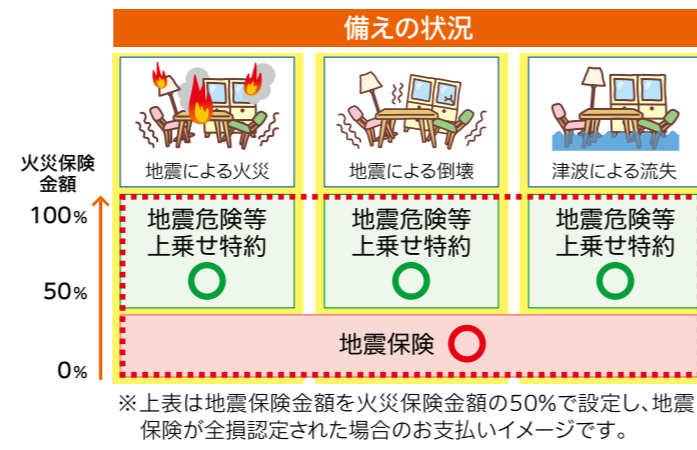 備えの状況
地震による火災
地震による倒壊
津波による流失
火災保険
金額
100%
50%
0%
地震危険等
上乗せ特約
○
地震危険等
上乗せ特約
○
地震危険等
上乗せ特約
○
地震保険 ○
※上表は地震保険金額を火災保険金額の50%で設定し、地震
保険が全損認定された場合のお支払いイメージです。